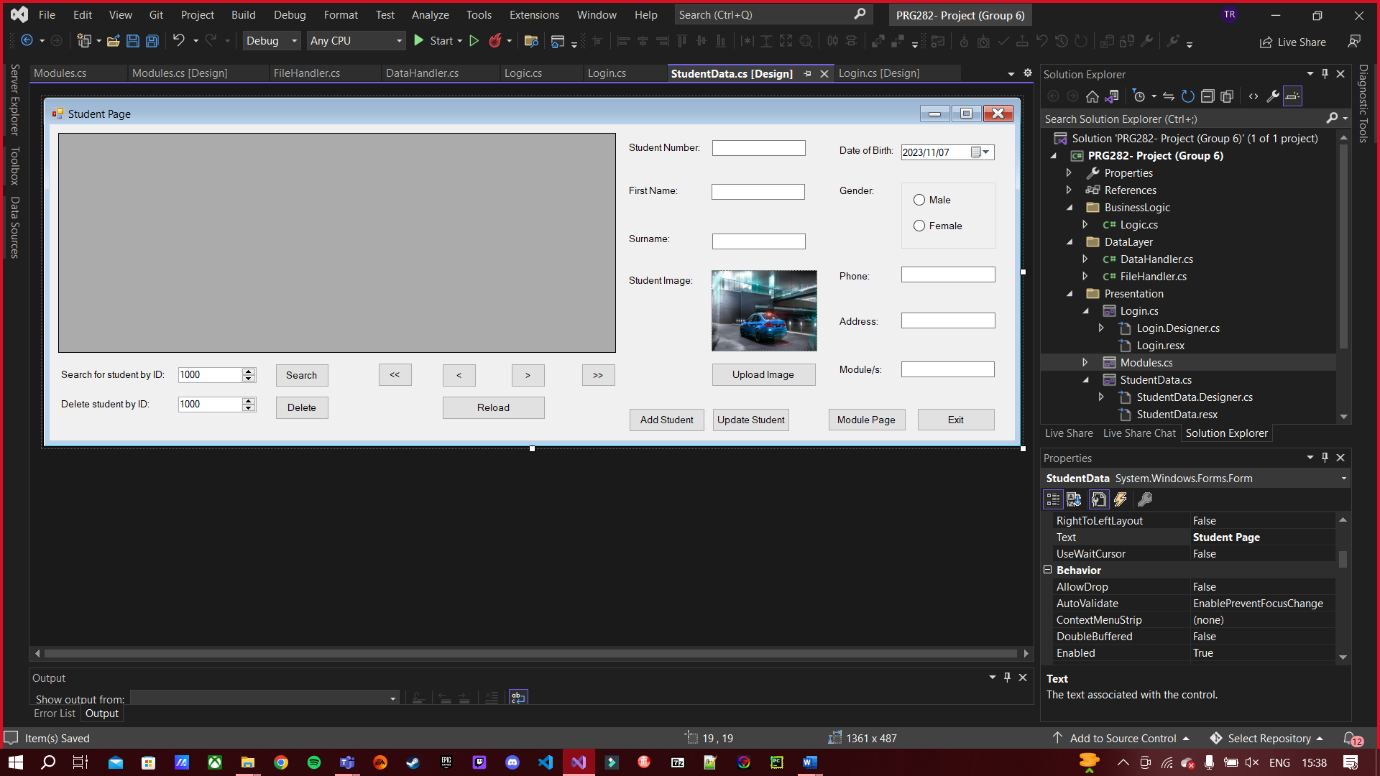 File Edit View Git Project Build Debug Format Test Analyze Tools Extensions Window Help Search (Ctrl+Q) PRG282- Project (Group 6) TR
Debug Any CPU Start Live Share
Modules.cs Modules.cs [Design] FileHandler.cs DataHandler.cs Logic.cs Login.cs StudentData.cs [Design] Login.cs [Design]
Server Explorer
Toolbox
Data Sources
Student Page
Student Number: Date of Birth: 2023/11/07
First Name: Gender: Male
Female
Surname:
Student Image: Phone:
Address:
Search for student by ID: 1000 Search << < > >> Upload Image Module/s:
Delete student by ID: 1000 Delete Reload
Add Student Update Student Module Page Exit
Solution Explorer
Search Solution Explorer (Ctrl+;)
Solution 'PRG282- Project (Group 6)' (1 of 1 project)
PRG282- Project (Group 6)
Properties
References
BusinessLogic
C# Logic.cs
DataLayer
C# DataHandler.cs
C# FileHandler.cs
Presentation
Login.cs
Login.Designer.cs
Login.resx
Modules.cs
StudentData.cs
StudentData.Designer.cs
StudentData.resx
Live Share Live Share Chat Solution Explorer
Diagnostic Tools
Properties
StudentData System.Windows.Forms.Form
RightToLeftLayout False
Text Student Page
UseWaitCursor False
Behavior
AllowDrop False
AutoValidate EnablePreventFocusChange
ContextMenuStrip (none)
DoubleBuffered False
Enabled True
Text
The text associated with the control.
Output
Show output from:
Error List Output
Item(s) Saved 19 , 19 1361 x 487 Add to Source Control Select Repository 12
ENG 15:38